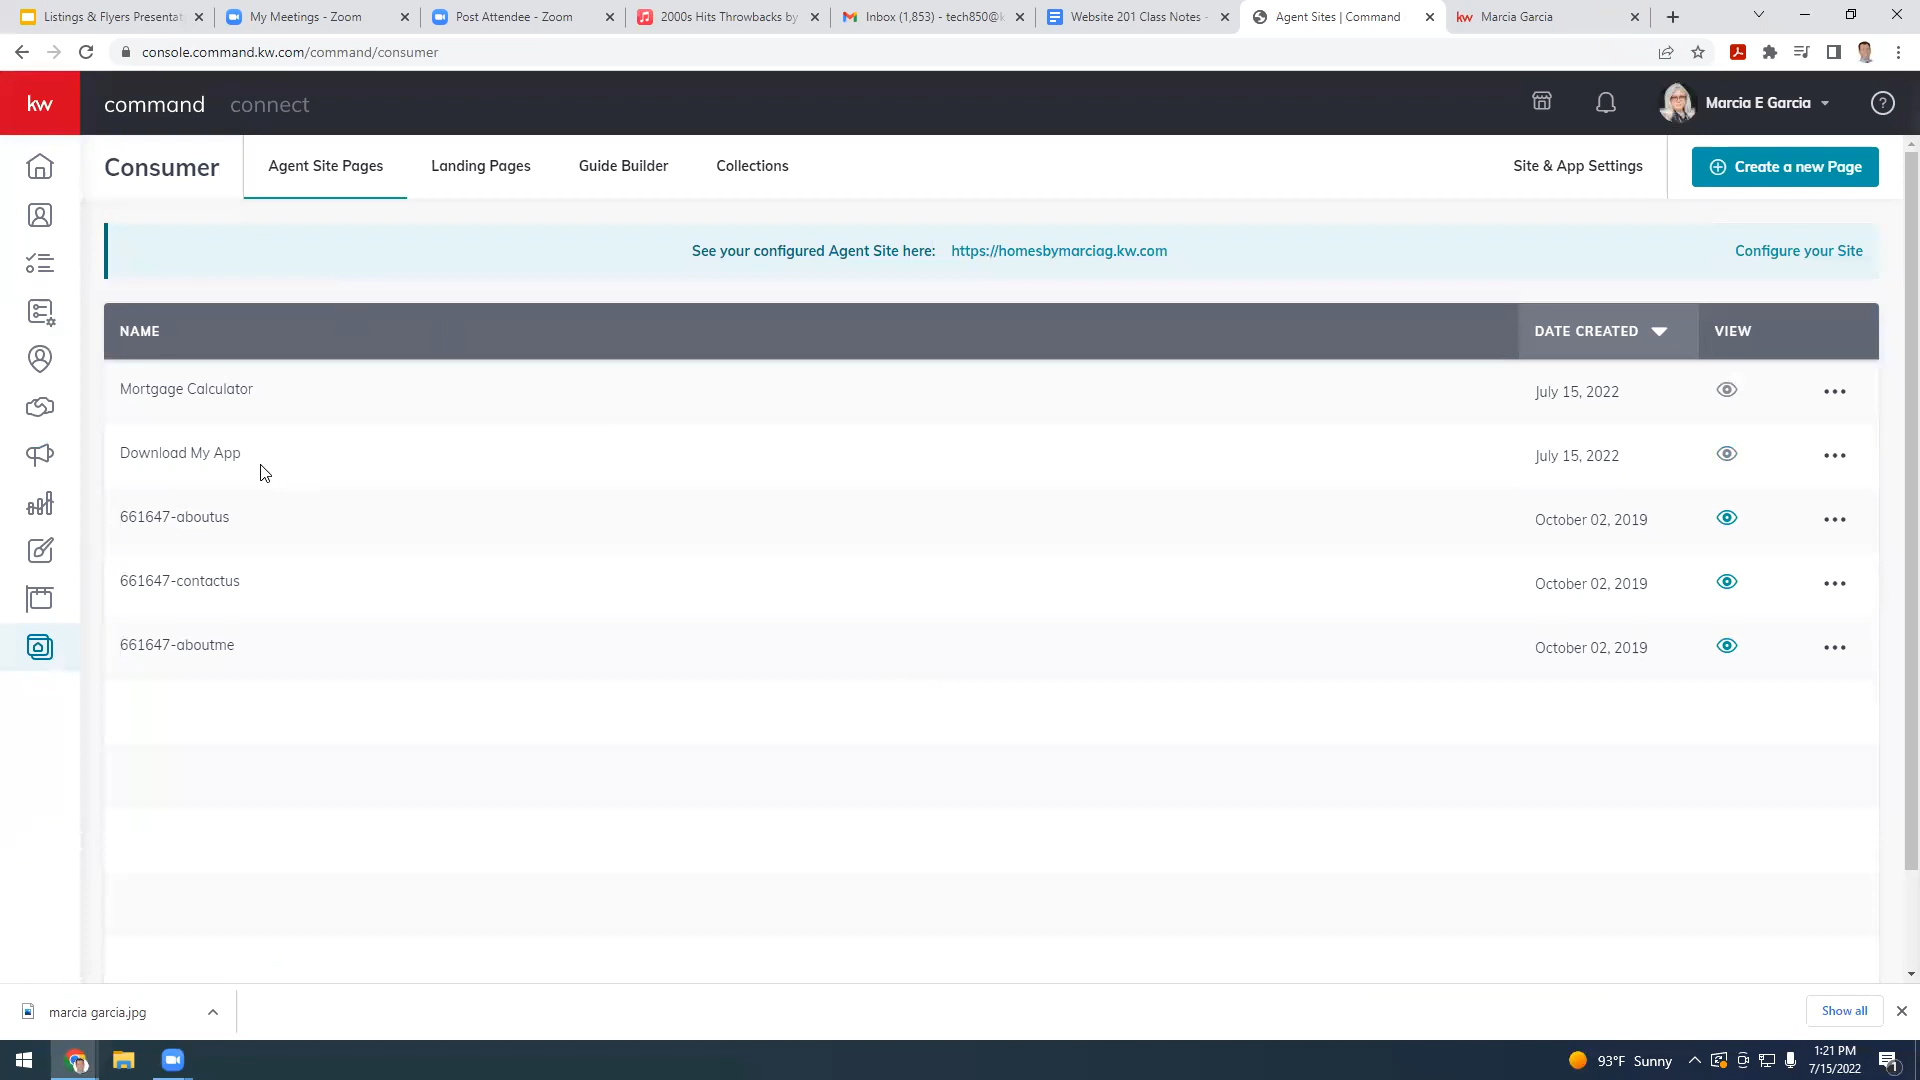 Listings & Flyers Presentat
My Meetings - Zoom
Post Attendee - Zoom
2000s Hits Throwbacks by
Inbox (1,853) - tech850@k
Website 201 Class Notes -
Agent Sites | Command
kw Marcia Garcia
console.command.kw.com/command/consumer
kw command connect
Marcia E Garcia
Consumer
Agent Site Pages
Landing Pages
Guide Builder
Collections
Site & App Settings
Create a new Page
See your configured Agent Site here: https://homesbymarciag.kw.com
Configure your Site
NAME DATE CREATED VIEW
Mortgage Calculator July 15, 2022
Download My App July 15, 2022
661647-aboutus October 02, 2019
661647-contactus October 02, 2019
661647-aboutme October 02, 2019
marcia garcia.jpg
Show all
93°F Sunny
1:21 PM
7/15/2022
1